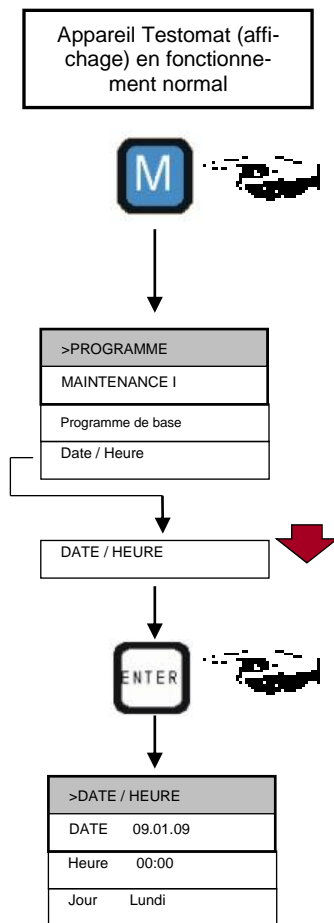 Appareil Testomat (affi-
chage) en fonctionne-
ment normal
M
>PROGRAMME
MAINTENANCE I
Programme de base
Date / Heure
DATE / HEURE
ENTER
>DATE / HEURE
DATE 09.01.09
Heure 00:00
Jour Lundi